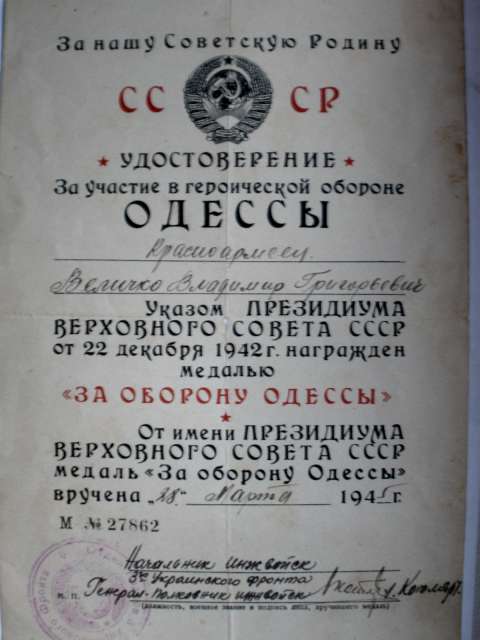 За нашу Советскую Родину
СС СР
★ УДОСТОВЕРЕНИЕ ★
За участие в героической обороне
ОДЕССЫ
Красноармеец
Величко Владимир Григорьевич
Указом ПРЕЗИДИУМА
ВЕРХОВНОГО СОВЕТА СССР
от 22 декабря 1942 г. награжден
медалью
«ЗА ОБОРОНУ ОДЕССЫ»
★
От имени ПРЕЗИДИУМА
ВЕРХОВНОГО СОВЕТА СССР
медаль «За оборону Одессы»
вручена „28“ Марта 1945 г.
М № 27862
Начальник инжвойск
3го Украинского фронта
м. п. Генерал-Полковник инжвойск
(должность, воинское звание и подпись лица, вручившего медаль)